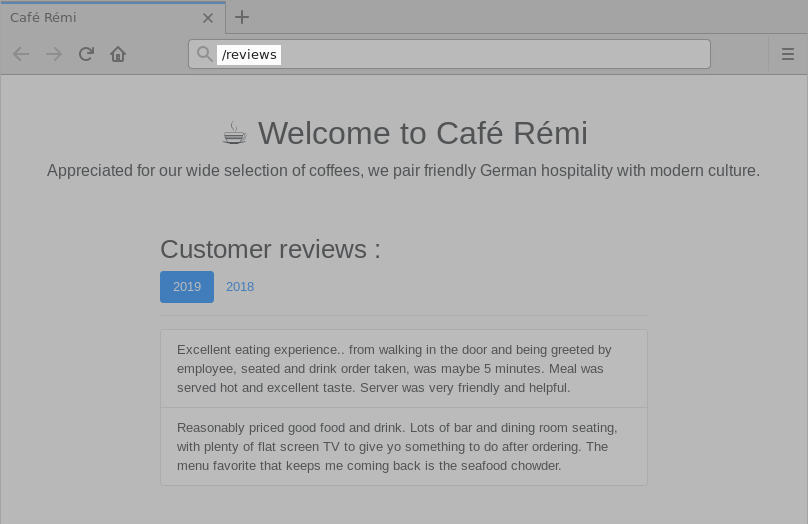 Café Rémi
/reviews
☕ Welcome to Café Rémi
Appreciated for our wide selection of coffees, we pair friendly German hospitality with modern culture.
Customer reviews :
2019 2018
Excellent eating experience.. from walking in the door and being greeted by
employee, seated and drink order taken, was maybe 5 minutes. Meal was
served hot and excellent taste. Server was very friendly and helpful.
Reasonably priced good food and drink. Lots of bar and dining room seating,
with plenty of flat screen TV to give yo something to do after ordering. The
menu favorite that keeps me coming back is the seafood chowder.